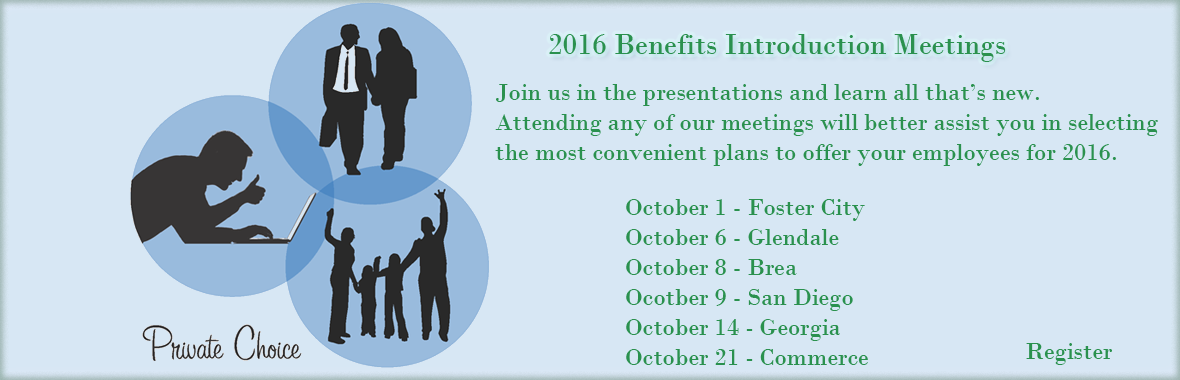 2016 Benefits Introduction Meetings
Join us in the presentations and learn all that's new.
Attending any of our meetings will better assist you in selecting
the most convenient plans to offer your employees for 2016.
October 1 - Foster City
October 6 - Glendale
October 8 - Brea
Ocotber 9 - San Diego
October 14 - Georgia
October 21 - Commerce
Private Choice
Register